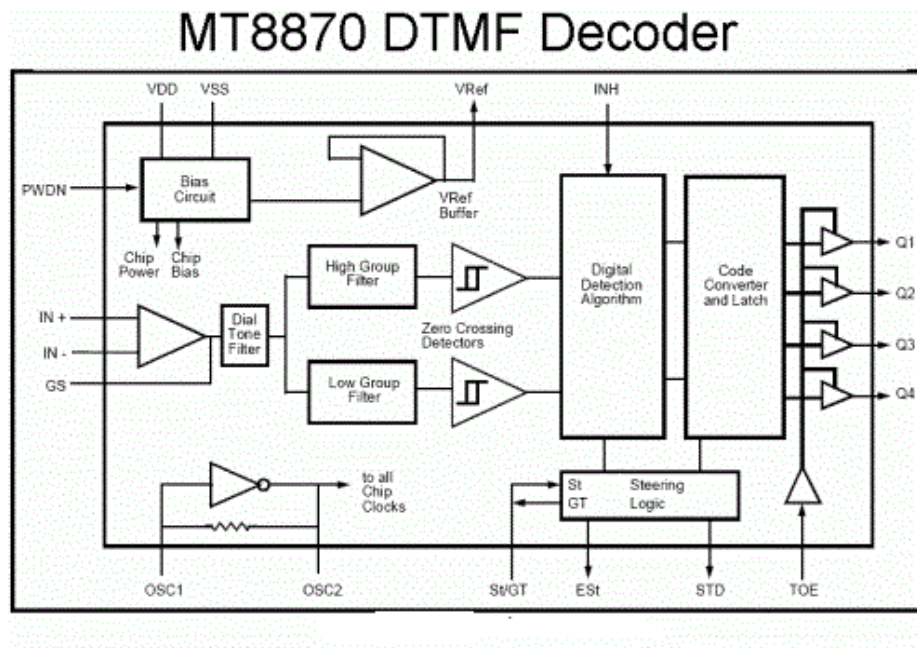 MT8870 DTMF Decoder
VDD
VSS
VRef
INH
PWDN
Bias
Circuit
VRef
Buffer
Chip
Power
Chip
Bias
High Group
Filter
Digital
Detection
Algorithm
Code
Converter
and Latch
Q1
Q2
Q3
Q4
IN +
IN -
GS
Dial
Tone
Filter
Zero Crossing
Detectors
Low Group
Filter
to all
Chip
Clocks
St
GT
Steering
Logic
OSC1
OSC2
St/GT
ESt
STD
TOE